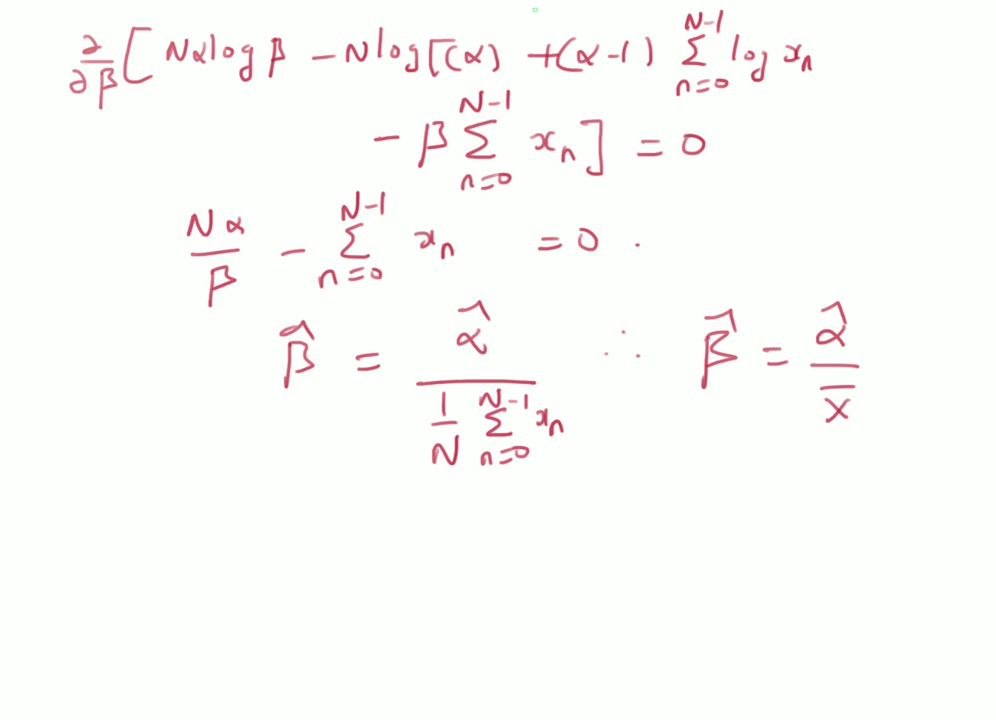 ∂/∂β [ Nα log β − N log Γ(α) + (α−1) Σ_{n=0}^{N−1} log x_n
− β Σ_{n=0}^{N−1} x_n ] = 0
Nα/β − Σ_{n=0}^{N−1} x_n = 0 .
β̂ = α̂ / (1/N Σ_{n=0}^{N−1} x_n) ∴ β̂ = α̂ / x̅